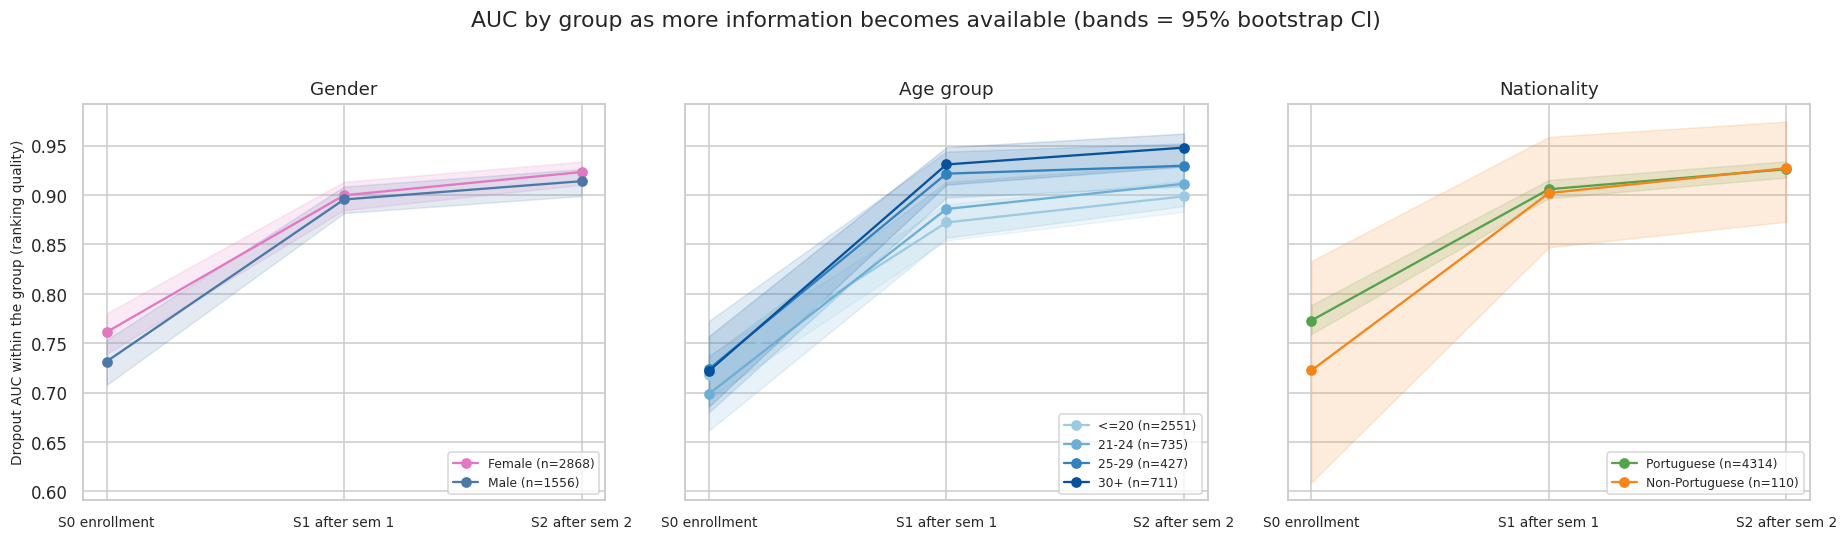 AUC by group as more information becomes available (bands = 95% bootstrap CI)
Gender
Dropout AUC within the group (ranking quality)
0.95
0.90
0.85
0.80
0.75
0.70
0.65
0.60
Female (n=2868)
Male (n=1556)
S0 enrollment
S1 after sem 1
S2 after sem 2
Age group
<=20 (n=2551)
21-24 (n=735)
25-29 (n=427)
30+ (n=711)
S0 enrollment
S1 after sem 1
S2 after sem 2
Nationality
Portuguese (n=4314)
Non-Portuguese (n=110)
S0 enrollment
S1 after sem 1
S2 after sem 2